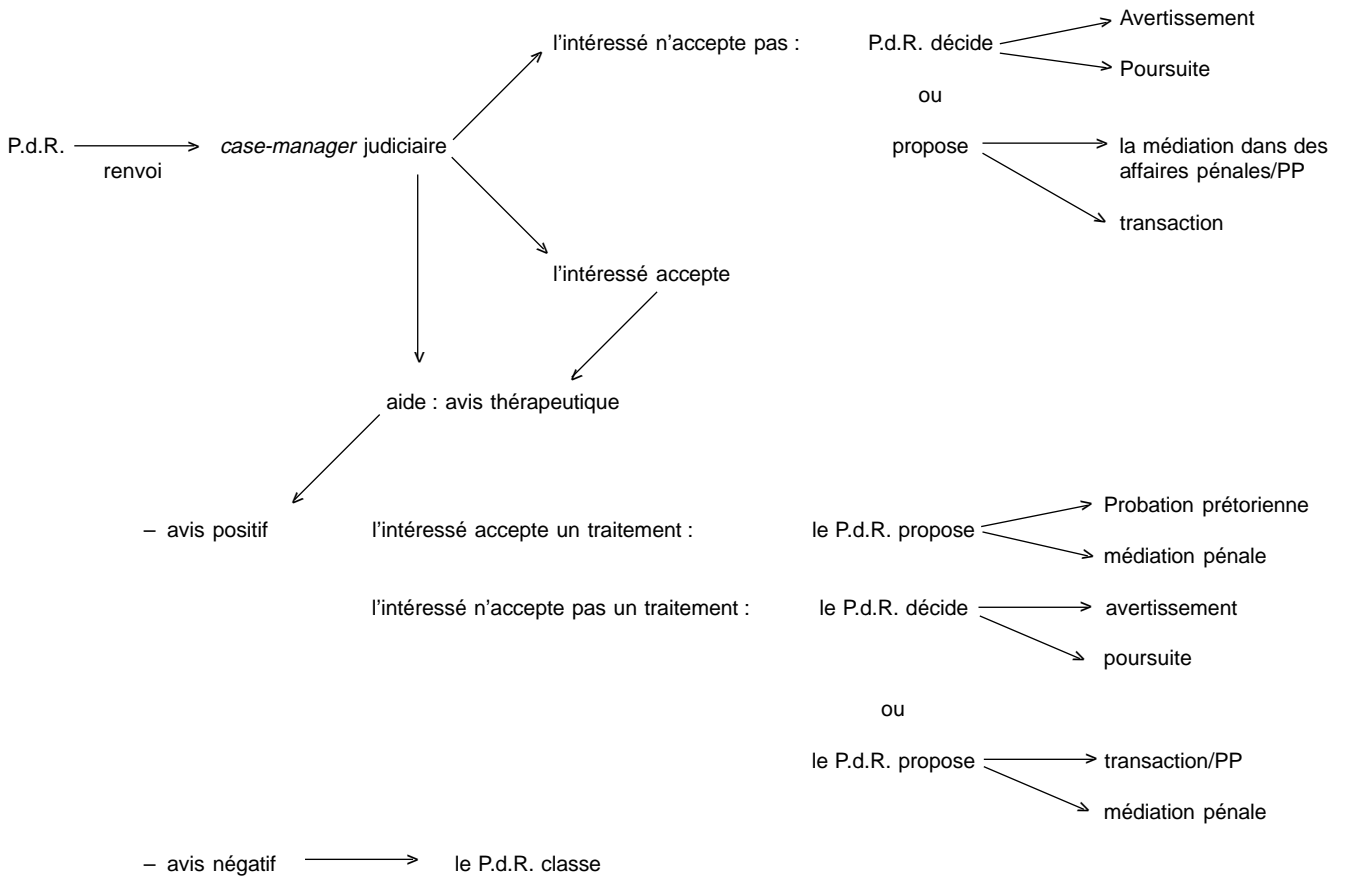 l'intéressé n'accepte pas : P.d.R. décide
Avertissement
Poursuite
ou
P.d.R.
renvoi
case-manager judiciaire
propose
la médiation dans des
affaires pénales/PP
transaction
l'intéressé accepte
aide : avis thérapeutique
– avis positif l'intéressé accepte un traitement : le P.d.R. propose
Probation prétorienne
médiation pénale
l'intéressé n'accepte pas un traitement : le P.d.R. décide
avertissement
poursuite
ou
le P.d.R. propose
transaction/PP
médiation pénale
– avis négatif le P.d.R. classe